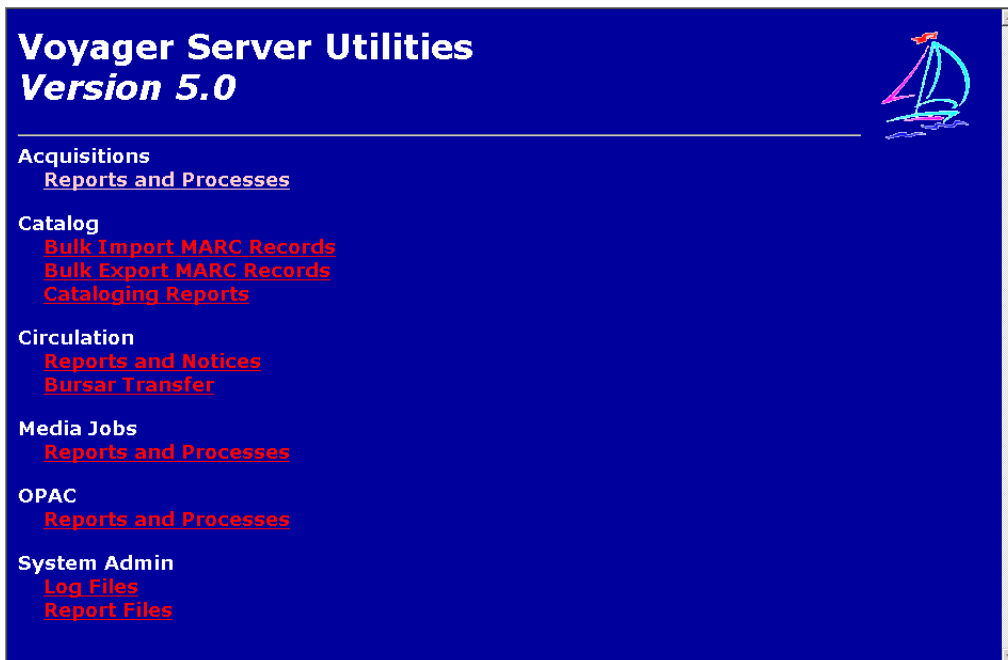 Voyager Server Utilities
Version 5.0
Acquisitions
Reports and Processes
Catalog
Bulk Import MARC Records
Bulk Export MARC Records
Cataloging Reports
Circulation
Reports and Notices
Bursar Transfer
Media Jobs
Reports and Processes
OPAC
Reports and Processes
System Admin
Log Files
Report Files